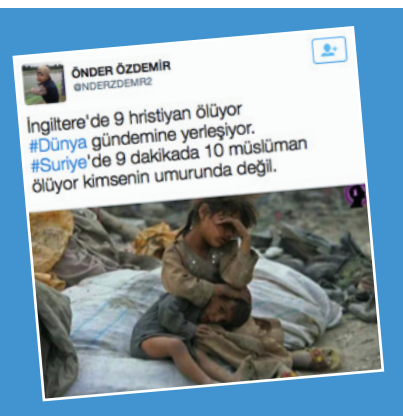 ÖNDER ÖZDEMİR
@NDERZDEMR2
İngiltere'de 9 hristiyan ölüyor
#Dünya gündemine yerleşiyor.
#Suriye'de 9 dakikada 10 müslüman
ölüyor kimsenin umurunda değil.